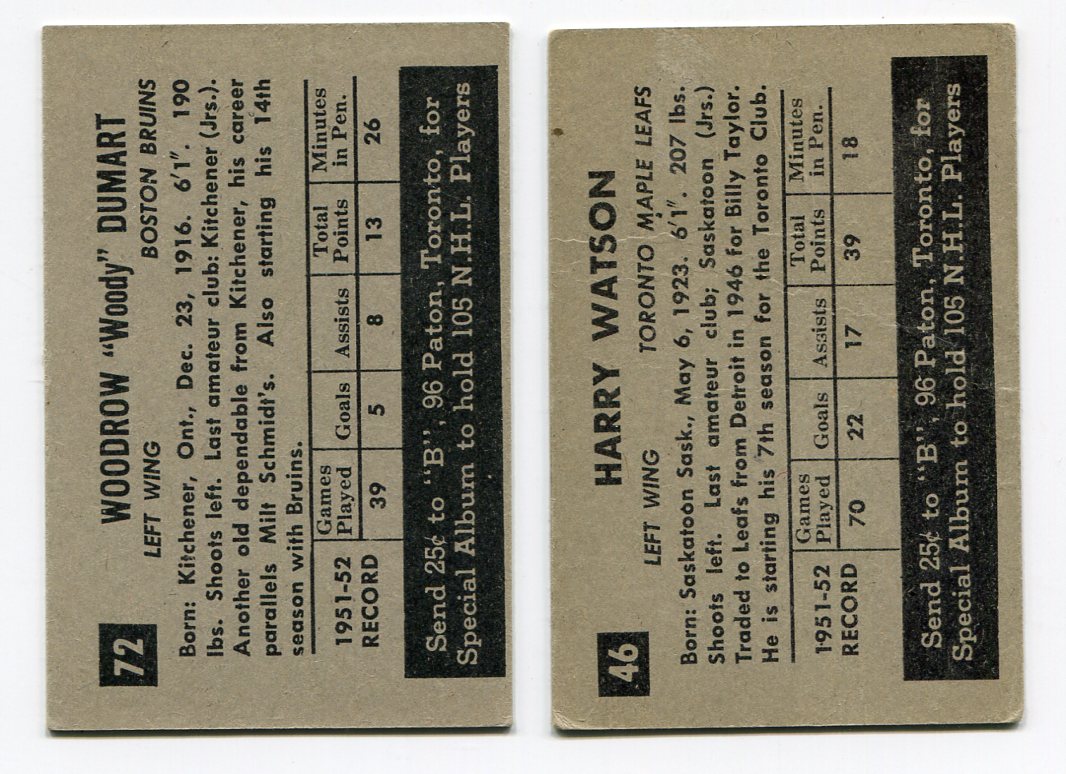 72
WOODROW "Woody" DUMART
LEFT WING BOSTON BRUINS
Born: Kitchener, Ont., Dec. 23, 1916. 6'1". 190
lbs. Shoots left. Last amateur club: Kitchener (Jrs.).
Another old dependable from Kitchener, his career
parallels Milt Schmidt's. Also starting his 14th
season with Bruins.
1951-52 Games Goals Assists Total Minutes
RECORD Played Points in Pen.
39 5 8 13 26
Send 25¢ to "B", 96 Paton, Toronto, for
Special Album to hold 105 N.H.L. Players
46
HARRY WATSON
LEFT WING TORONTO MAPLE LEAFS
Born: Saskatoon Sask., May 6, 1923. 6'1". 207 lbs.
Shoots left. Last amateur club; Saskatoon (Jrs.)
Traded to Leafs from Detroit in 1946 for Billy Taylor.
He is starting his 7th season for the Toronto Club.
1951-52 Games Goals Assists Total Minutes
RECORD Played Points in Pen.
70 22 17 39 18
Send 25¢ to "B", 96 Paton, Toronto, for
Special Album to hold 105 N.H.L. Players